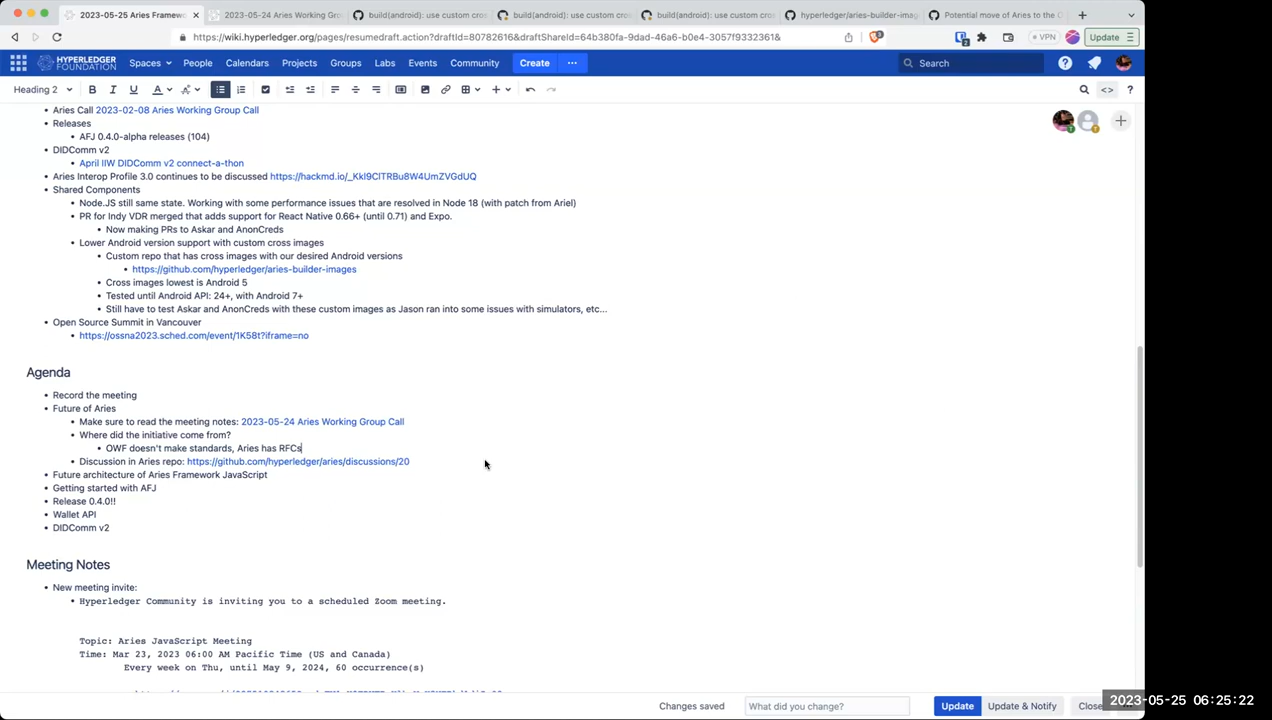 2023-05-25 Aries Framew
2023-05-24 Aries Working Gro
build(android): use custom cros
build(android): use custom cro
build(android): use custom cros
hyperledger/aries-builder-imag
Potential move of Aries to the O
https://wiki.hyperledger.org/pages/resumedraft.action?draftId=80782616&draftShareId=64b380fa-9dad-46a6-b0e4-3057f9332361&
VPN
Update
HYPERLEDGER FOUNDATION
Spaces
People
Calendars
Projects
Groups
Labs
Events
Community
Create
Search
Heading 2
B I U A
Aries Call 2023-02-08 Aries Working Group Call
Releases
AFJ 0.4.0-alpha releases (104)
DIDComm v2
April IIW DIDComm v2 connect-a-thon
Aries Interop Profile 3.0 continues to be discussed https://hackmd.io/_Kkl9ClTRBu8W4UmZVGdUQ
Shared Components
Node.JS still same state. Working with some performance issues that are resolved in Node 18 (with patch from Ariel)
PR for Indy VDR merged that adds support for React Native 0.66+ (until 0.71) and Expo.
Now making PRs to Askar and AnonCreds
Lower Android version support with custom cross images
Custom repo that has cross images with our desired Android versions
https://github.com/hyperledger/aries-builder-images
Cross images lowest is Android 5
Tested until Android API: 24+, with Android 7+
Still have to test Askar and AnonCreds with these custom images as Jason ran into some issues with simulators, etc...
Open Source Summit in Vancouver
https://ossna2023.sched.com/event/1K58t?iframe=no
Agenda
Record the meeting
Future of Aries
Make sure to read the meeting notes: 2023-05-24 Aries Working Group Call
Where did the initiative come from?
OWF doesn't make standards, Aries has RFCs
Discussion in Aries repo: https://github.com/hyperledger/aries/discussions/20
Future architecture of Aries Framework JavaScript
Getting started with AFJ
Release 0.4.0!!
Wallet API
DIDComm v2
Meeting Notes
New meeting invite:
Hyperledger Community is inviting you to a scheduled Zoom meeting.
Topic: Aries JavaScript Meeting
Time: Mar 23, 2023 06:00 AM Pacific Time (US and Canada)
Every week on Thu, until May 9, 2024, 60 occurrence(s)
Changes saved
What did you change?
Update
Update & Notify
Close
2023-05-25 06:25:22